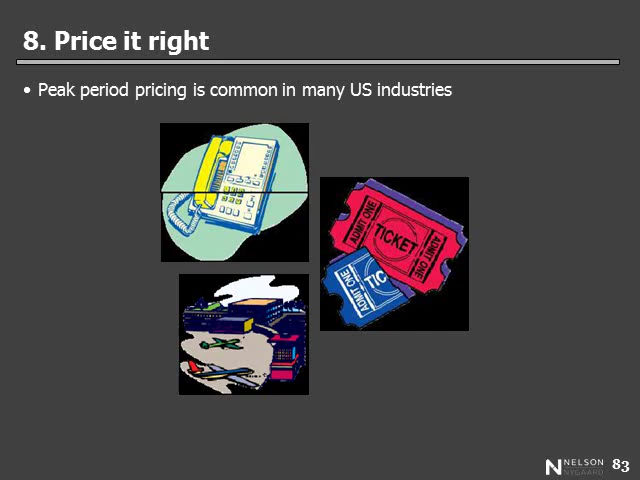 8. Price it right
• Peak period pricing is common in many US industries
ADMIT ONE
TICKET
ADMIT ONE
ADMIT ONE
TIC
NELSON
NYGAARD
83